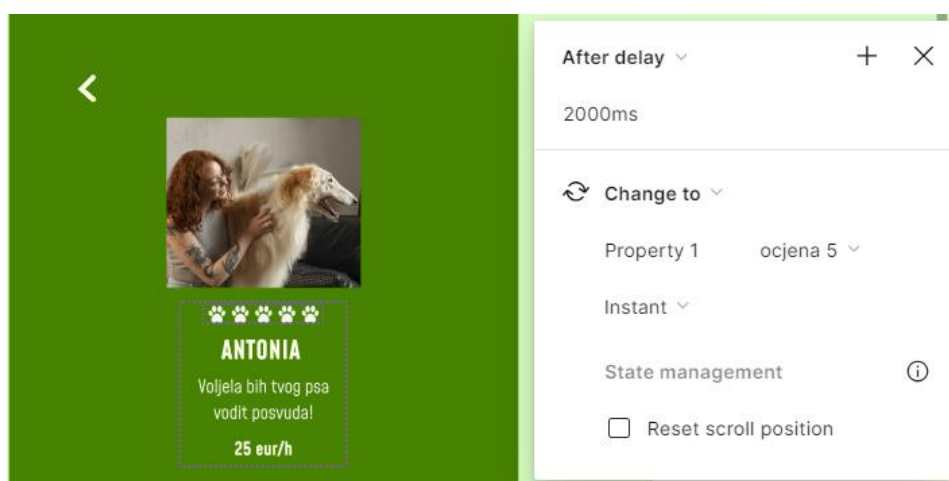 ANTONIA
Voljela bih tvog psa
vodit posvuda!
25 eur/h
After delay
2000ms
Change to
Property 1 ocjena 5
Instant
State management
Reset scroll position